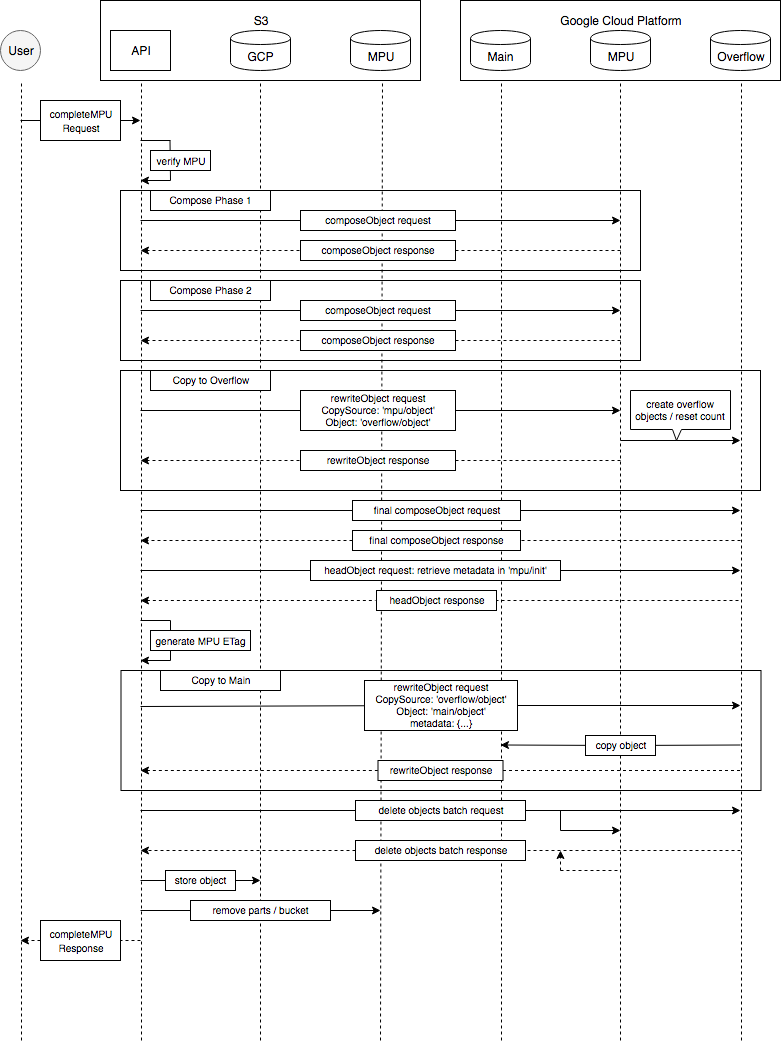 S3
Google Cloud Platform
User
API
GCP
MPU
Main
MPU
Overflow
completeMPU
Request
verify MPU
Compose Phase 1
composeObject request
composeObject response
Compose Phase 2
composeObject request
composeObject response
Copy to Overflow
rewriteObject request
CopySource: 'mpu/object'
Object: 'overflow/object'
create overflow
objects / reset count
rewriteObject response
final composeObject request
final composeObject response
headObject request: retrieve metadata in 'mpu/init'
headObject response
generate MPU ETag
Copy to Main
rewriteObject request
CopySource: 'overflow/object'
Object: 'main/object'
metadata: {...}
copy object
rewriteObject response
delete objects batch request
delete objects batch response
store object
remove parts / bucket
completeMPU
Response